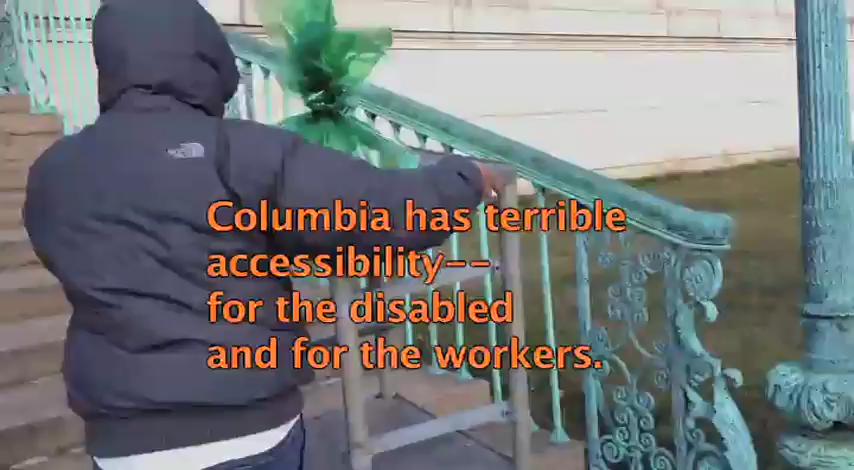 Columbia has terrible
accessibility--
for the disabled
and for the workers.